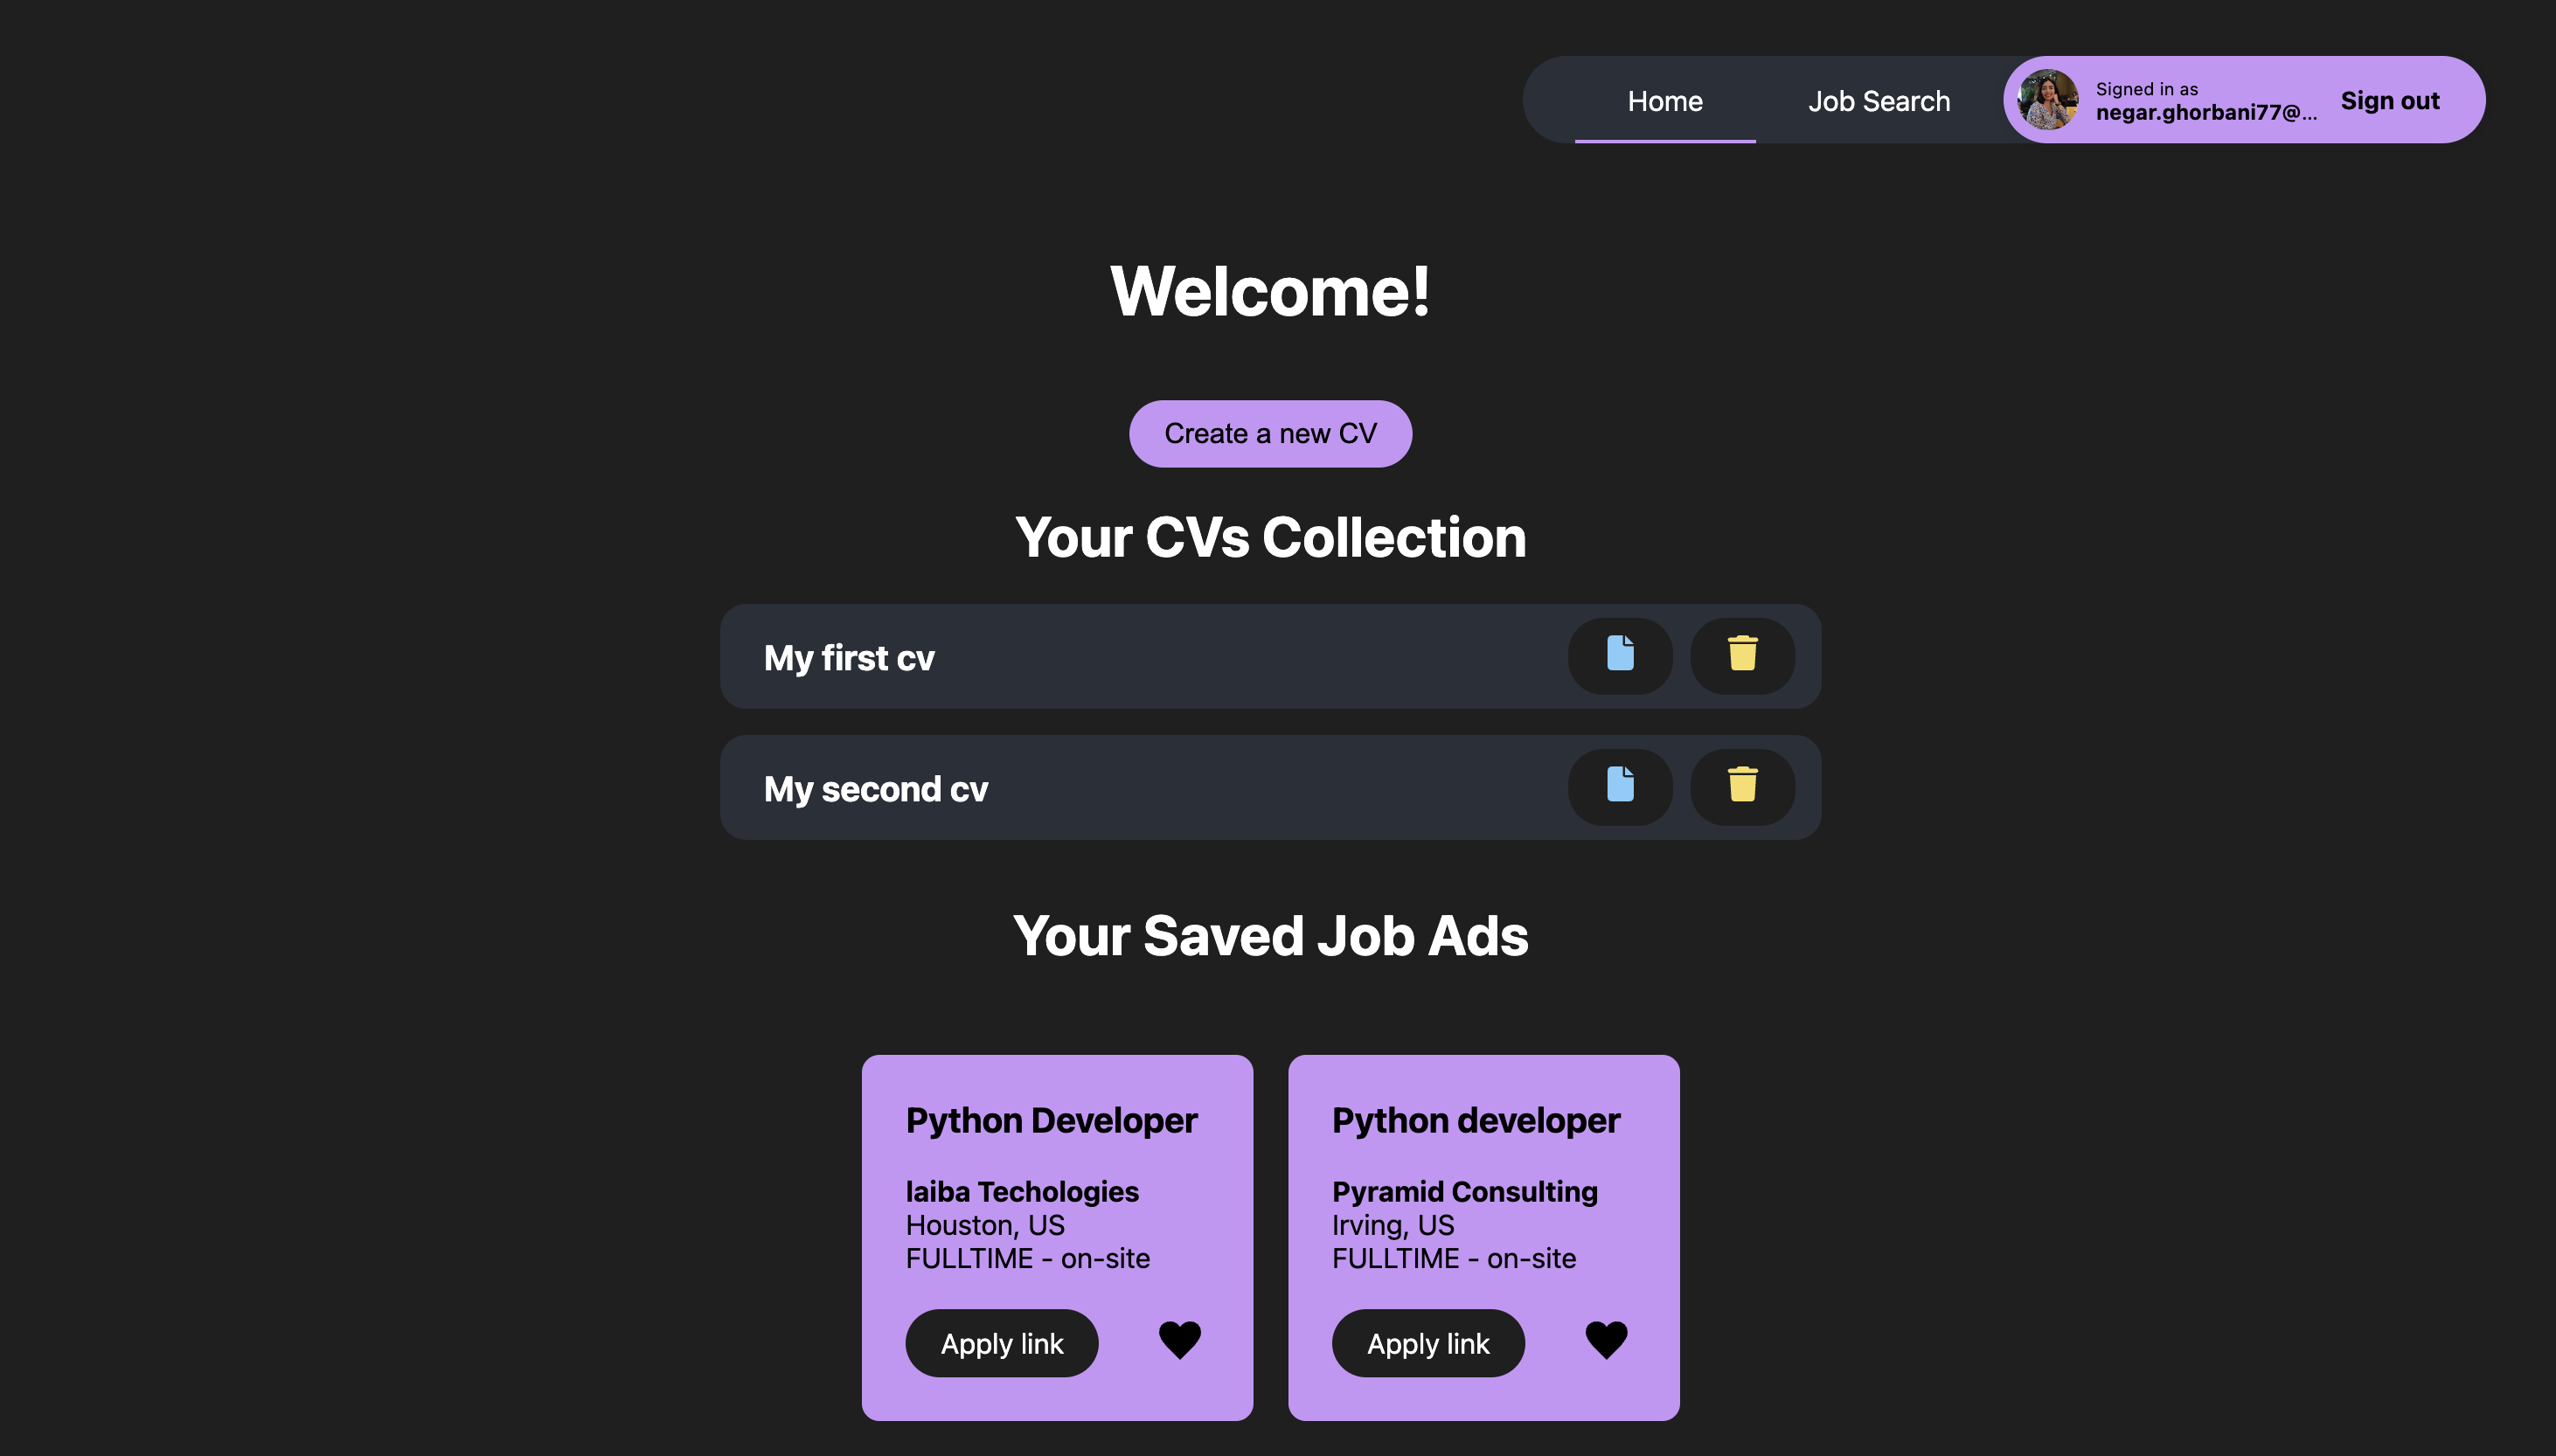 Home
Job Search
Signed in as
negar.ghorbani77@...
Sign out
Welcome!
Create a new CV
Your CVs Collection
My first cv
My second cv
Your Saved Job Ads
Python Developer
laiba Techologies
Houston, US
FULLTIME - on-site
Apply link
Python developer
Pyramid Consulting
Irving, US
FULLTIME - on-site
Apply link